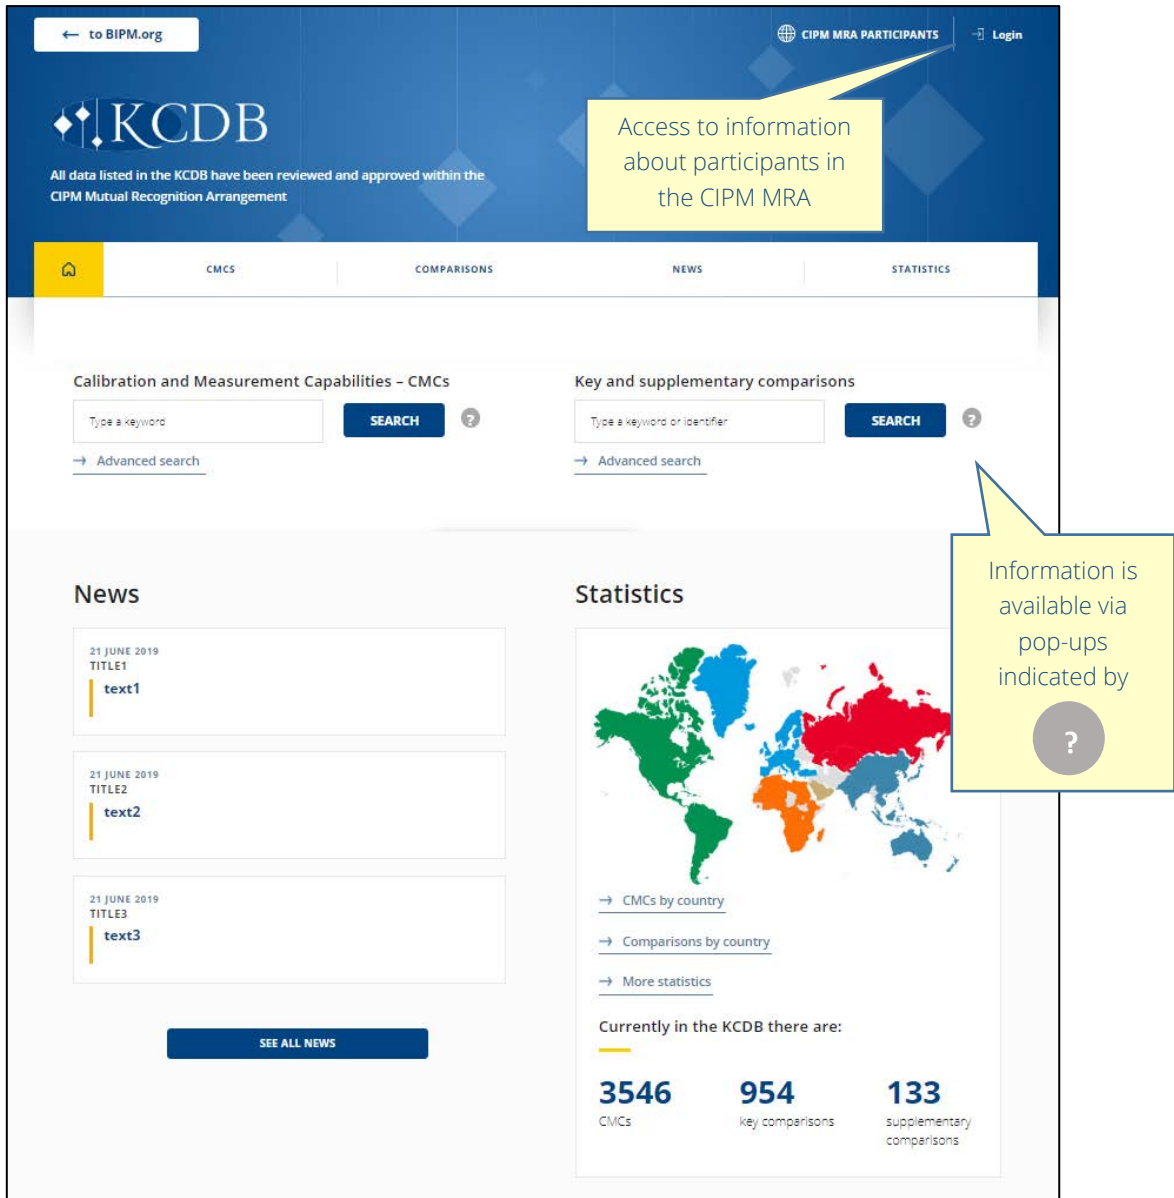 ← to BIPM.org
CIPM MRA PARTICIPANTS
Login
KCDB
All data listed in the KCDB have been reviewed and approved within the
CIPM Mutual Recognition Arrangement
Access to information
about participants in
the CIPM MRA
CMCS
COMPARISONS
NEWS
STATISTICS
Calibration and Measurement Capabilities – CMCs
Type a keyword
SEARCH
?
→ Advanced search
Key and supplementary comparisons
Type a keyword or identifier
SEARCH
?
→ Advanced search
Information is
available via
pop-ups
indicated by
?
News
21 JUNE 2019
TITLE1
text1
21 JUNE 2019
TITLE2
text2
21 JUNE 2019
TITLE3
text3
SEE ALL NEWS
Statistics
→ CMCs by country
→ Comparisons by country
→ More statistics
Currently in the KCDB there are:
3546
CMCs
954
key comparisons
133
supplementary
comparisons